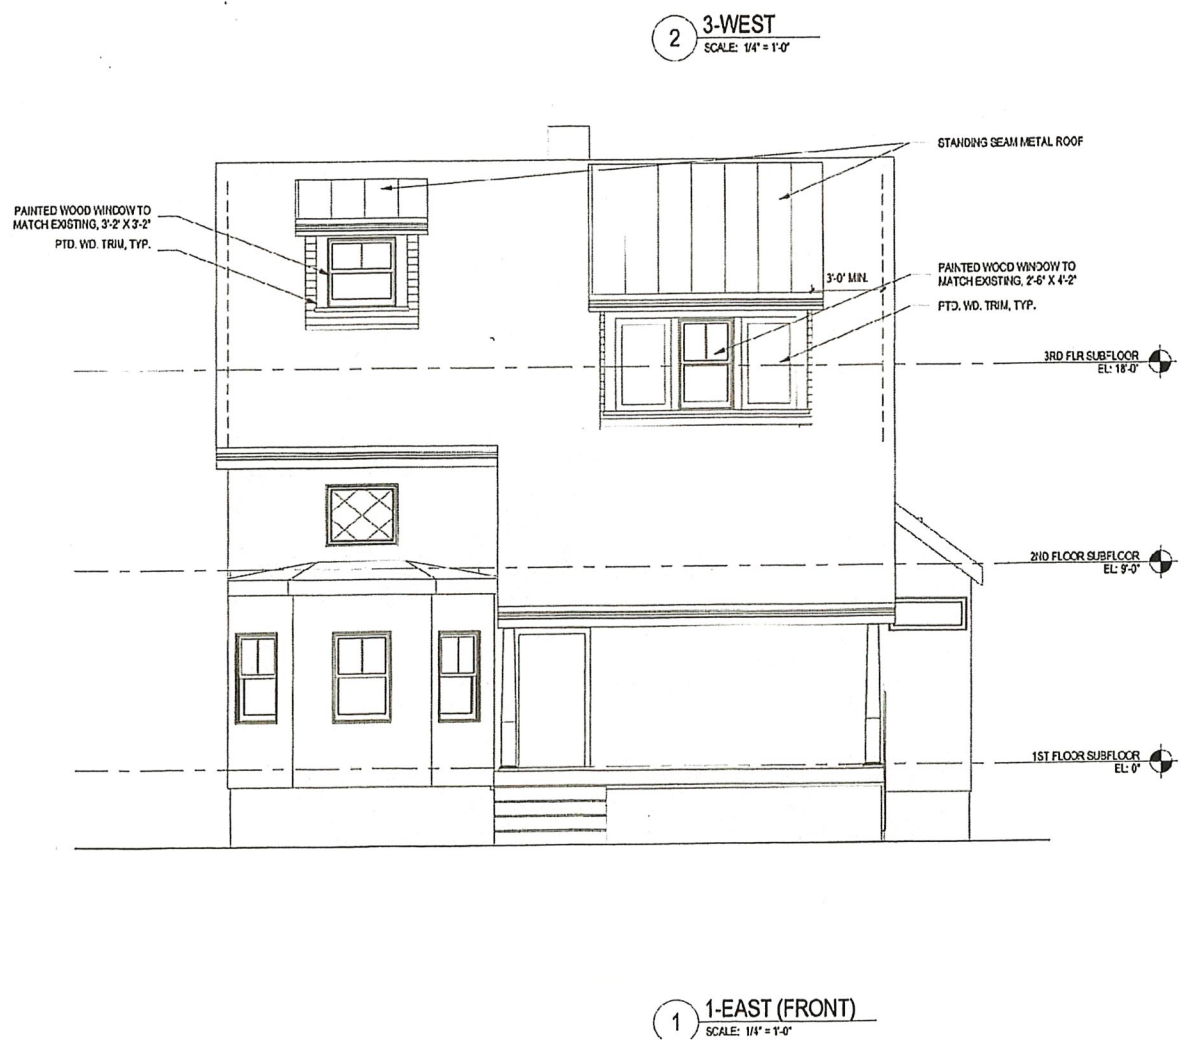 2
3-WEST
SCALE: 1/4" = 1'-0"
STANDING SEAM METAL ROOF
PAINTED WOOD WINDOW TO
MATCH EXISTING, 3'-2" X 3'-2"
PTD. WD. TRIM, TYP.
3'-0" MIN.
PAINTED WOOD WINDOW TO
MATCH EXISTING, 2'-6" X 4'-2"
PTD. WD. TRIM, TYP.
3RD FLR SUBFLOOR
EL: 18'-0"
2ND FLOOR SUBFLOOR
EL: 9'-0"
1ST FLOOR SUBFLOOR
EL: 0"
1
1-EAST (FRONT)
SCALE: 1/4" = 1'-0"